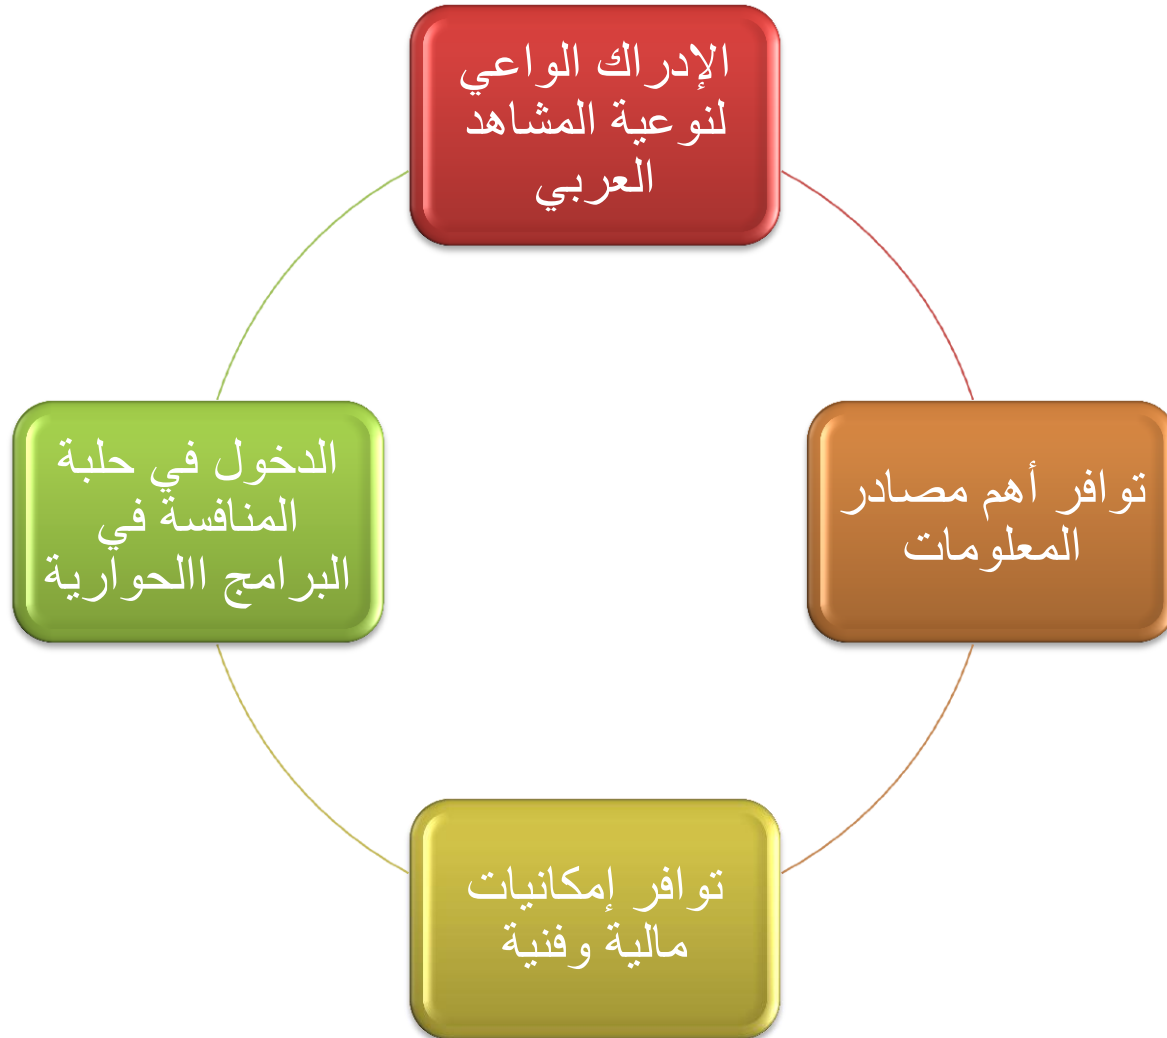 الإدراك الواعي
لنوعية المشاهد
العربي
توافر أهم مصادر
المعلومات
توافر إمكانيات
مالية وفنية
الدخول في حلبة
المنافسة في
البرامج االحوارية